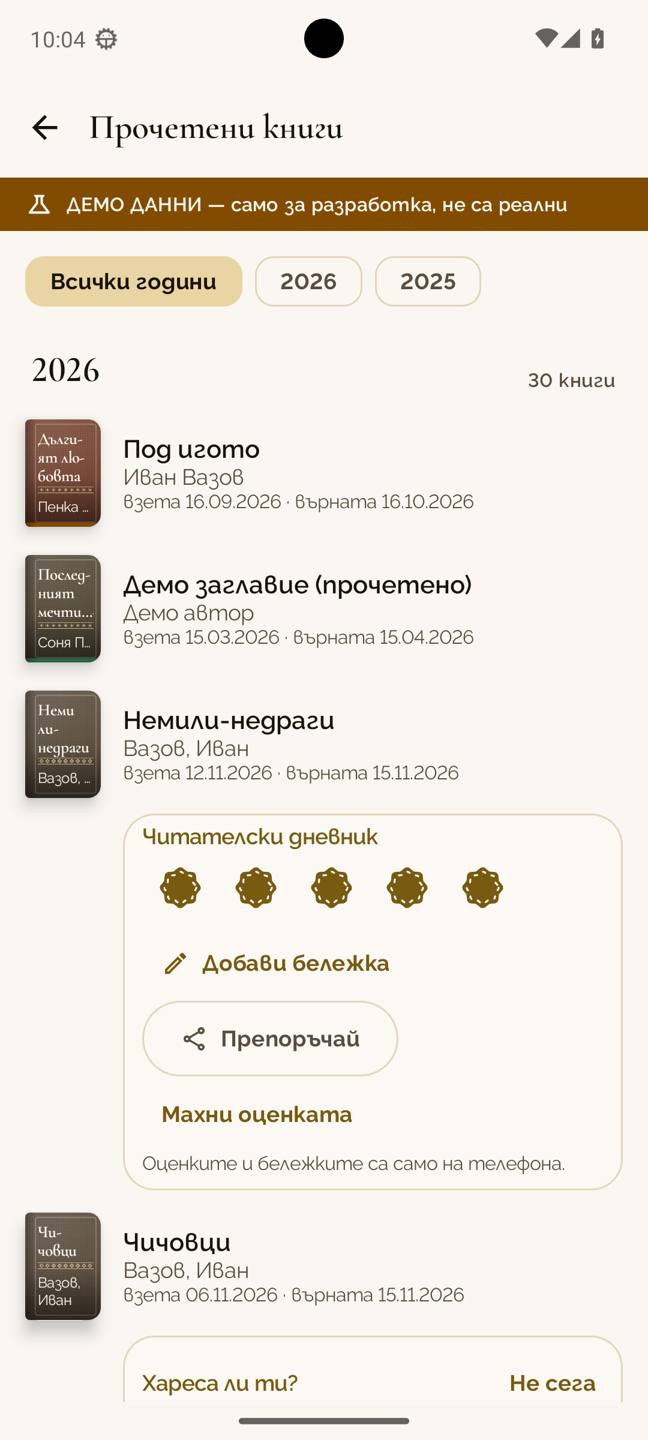 10:04
Прочетени книги
ДЕМО ДАННИ — само за разработка, не са реални
Всички години
2026
2025
2026
30 книги
Дълги-
ят лю-
бовта
Пенка ...
Под игото
Иван Вазов
взета 16.09.2026 · върната 16.10.2026
Послед-
ният
мечти...
Соня П...
Демо заглавие (прочетено)
Демо автор
взета 15.03.2026 · върната 15.04.2026
Неми
ли-
недраги
Вазов, ...
Немили-недраги
Вазов, Иван
взета 12.11.2026 · върната 15.11.2026
Читателски дневник
Добави бележка
Препоръчай
Махни оценката
Оценките и бележките са само на телефона.
Чи-
човци
Вазов,
Иван
Чичовци
Вазов, Иван
взета 06.11.2026 · върната 15.11.2026
Хареса ли ти?
Не сега